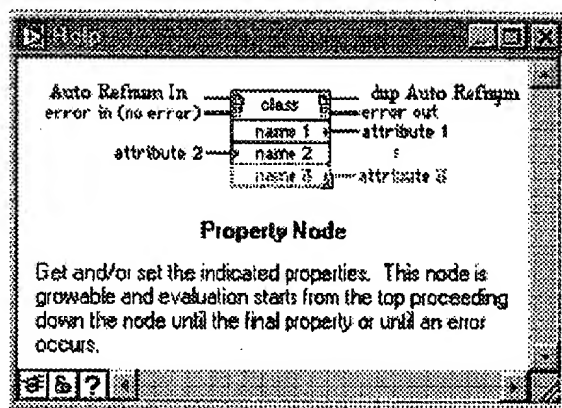 Help
Auto Refnum In class dup Auto Refnum
error in (no error) error out
name 1 attribute 1
attribute 2 name 2
name 3 attribute 3
Property Node
Get and/or set the indicated properties. This node is
growable and evaluation starts from the top proceeding
down the node until the final property or until an error
occurs.
?